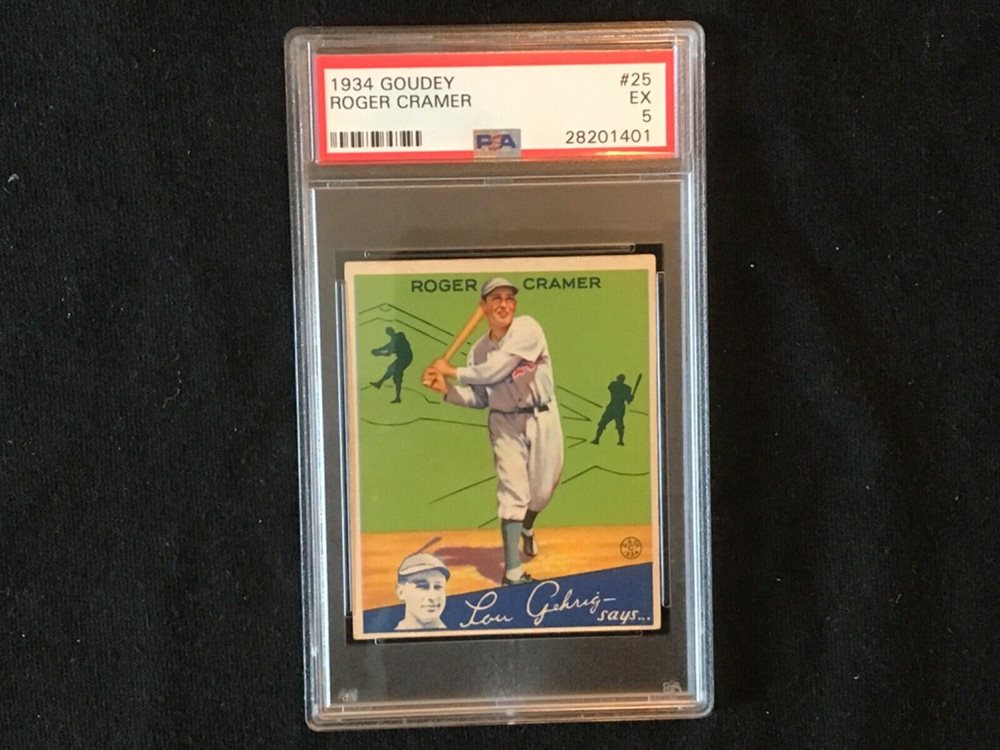 1934 GOUDEY #25
ROGER CRAMER EX
5
PSA 28201401
ROGER CRAMER
Lou Gehrig—
says...